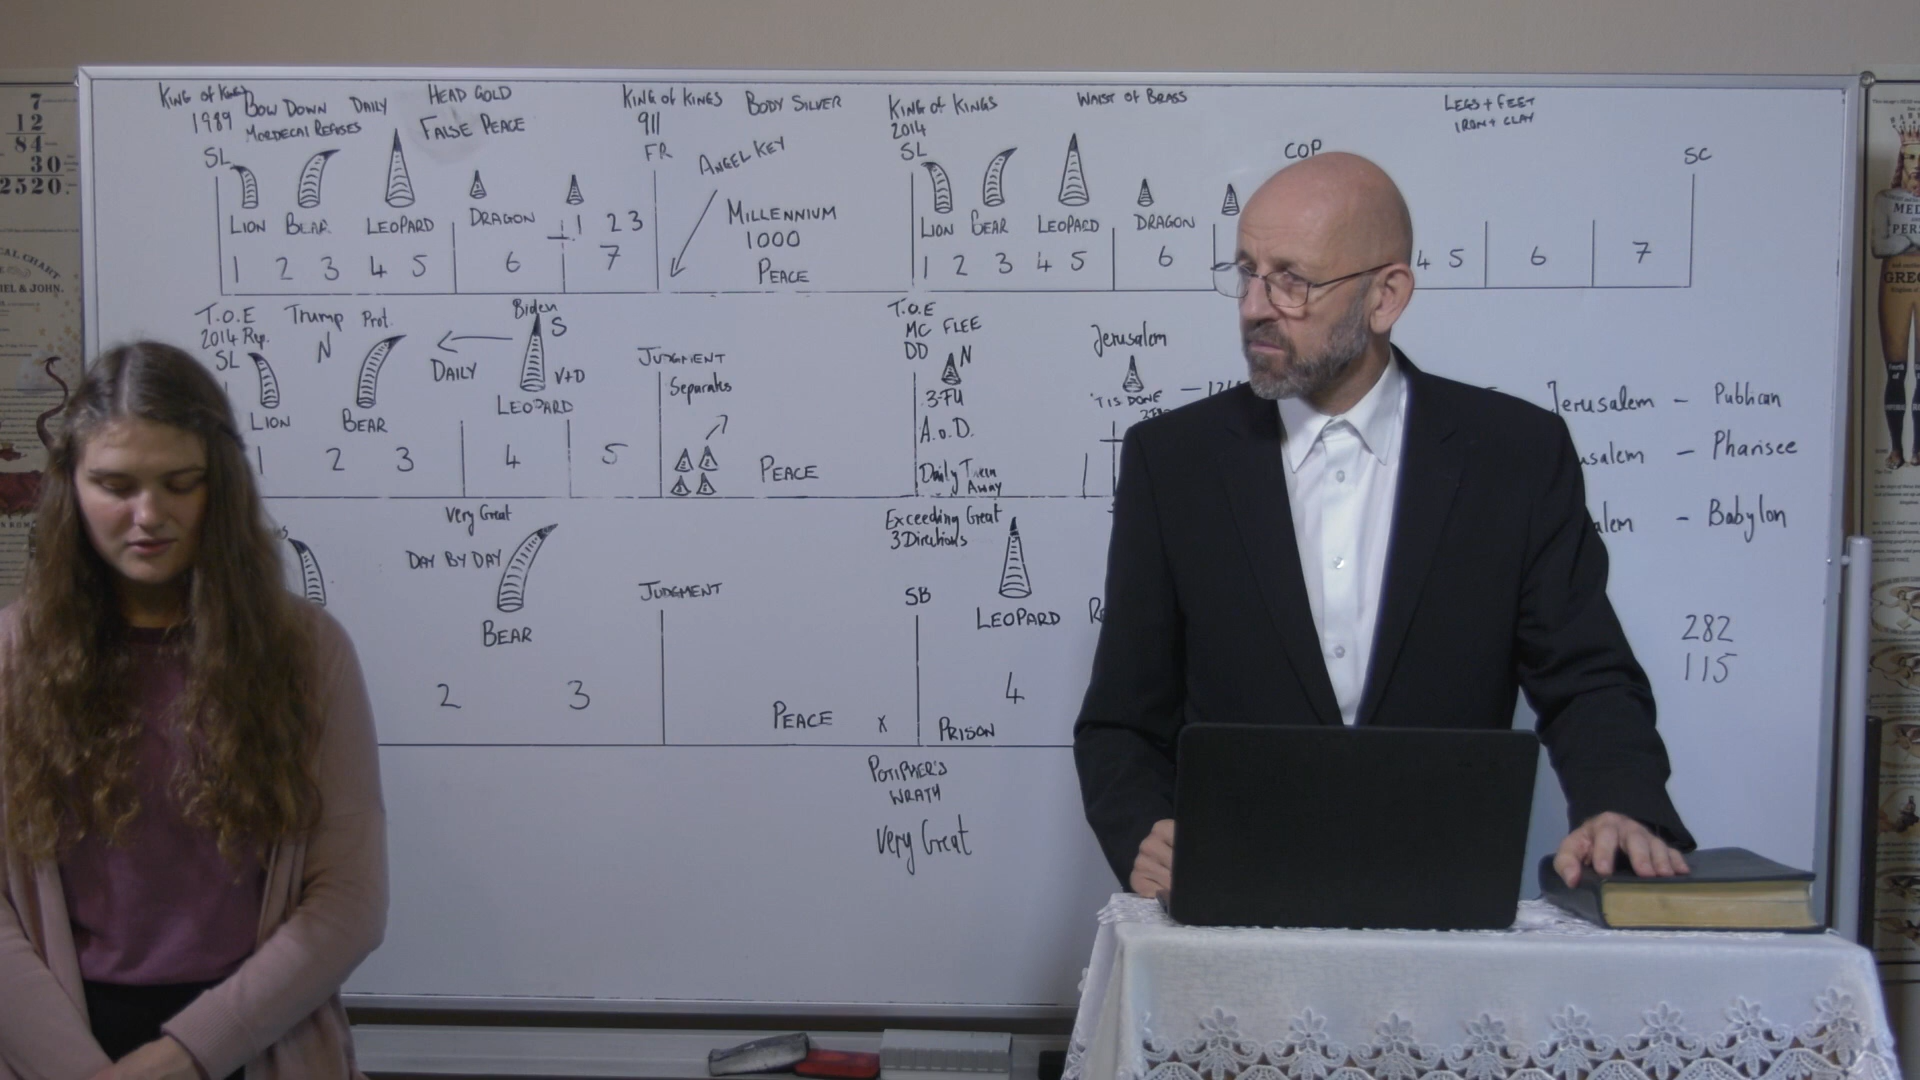 KING of KINGS
1989
BOW DOWN
MORDECAI REFUSES
DAILY
HEAD GOLD
FALSE PEACE
KING of KINGS
911
FR
BODY SILVER
ANGEL KEY
KING of KINGS
2014
SL
WAIST OF BRASS
COP
LEGS + FEET
IRON + CLAY
SC
SL
LION BEAR LEOPARD DRAGON 1 2 3
1 2 3 4 5 6 7
MILLENNIUM
1000
PEACE
LION BEAR LEOPARD DRAGON
1 2 3 4 5 6
4 5 6 7
T.O.E
2014 Rep.
SL
Trump
N
Prot.
DAILY
Biden
S
V+D
LION BEAR LEOPARD
1 2 3 4 5
JUDGMENT
Separates
PEACE
T.O.E
MC FLEE
DD N
A.O.D.
Daily Taken
Away
Jerusalem
'TIS DONE
Jerusalem - Publican
- Pharisee
- Babylon
Very Great
DAY BY DAY
BEAR
2 3
JUDGMENT
PEACE X
Exceeding Great
3 Directions
SB
LEOPARD
4
PRISON
282
115
POTIPHER'S
WRATH
Very Great
7
12
84
30
2520.